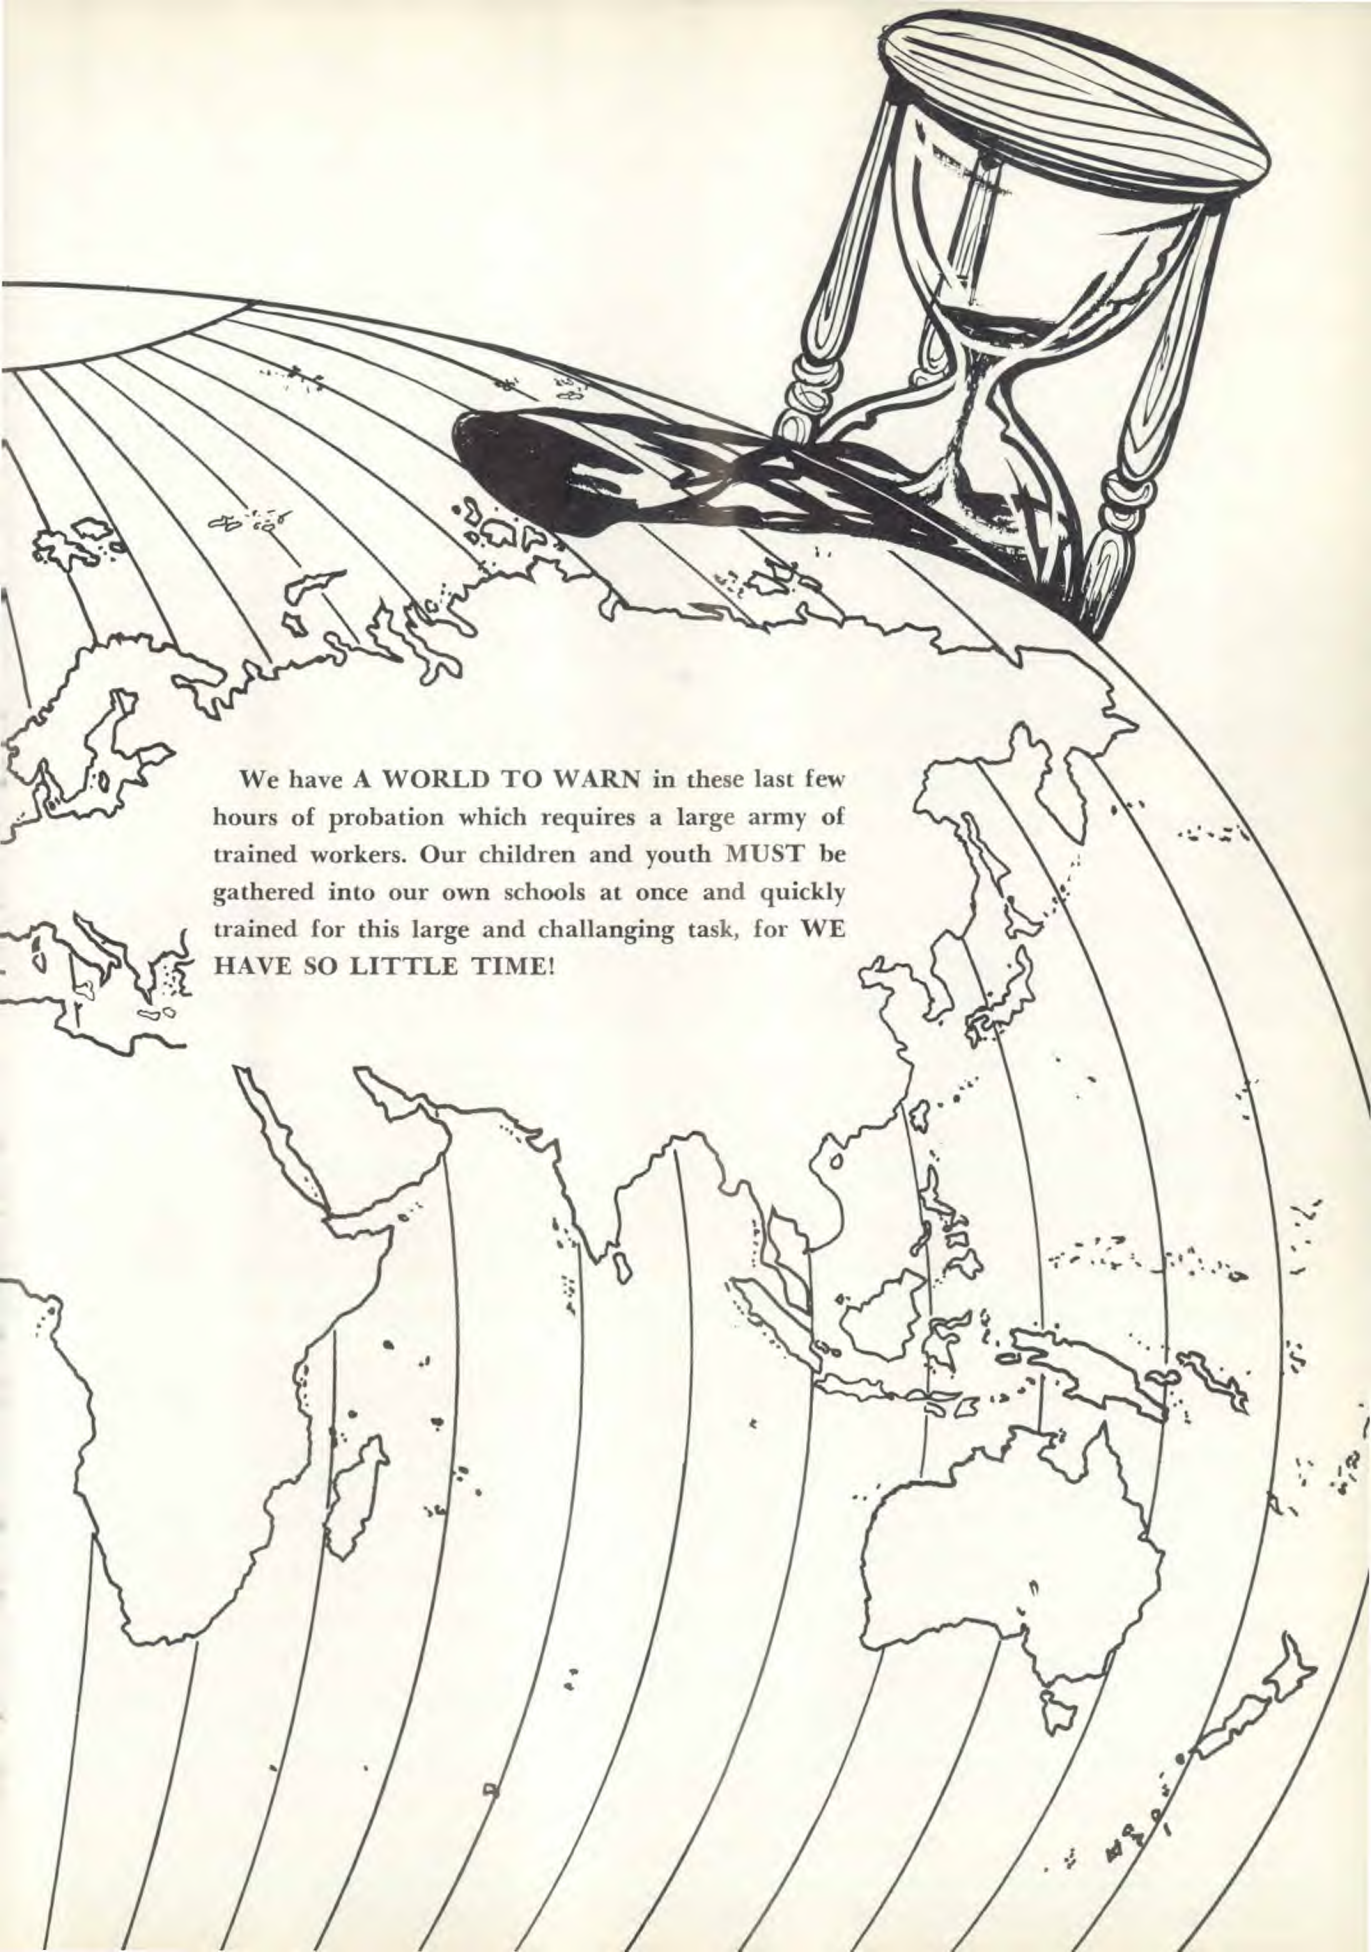 We have A WORLD TO WARN in these last few
hours of probation which requires a large army of
trained workers. Our children and youth MUST be
gathered into our own schools at once and quickly
trained for this large and challanging task, for WE
HAVE SO LITTLE TIME!